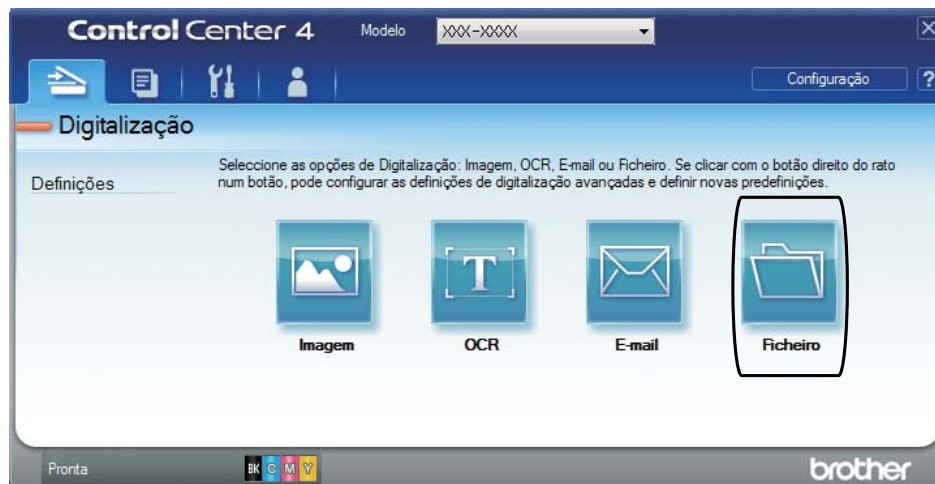 Control Center 4
Modelo
XXX-XXXX
X
Configuração
?
Digitalização
Definições
Seleccione as opções de Digitalização: Imagem, OCR, E-mail ou Ficheiro. Se clicar com o botão direito do rato
num botão, pode configurar as definições de digitalização avançadas e definir novas predefinições.
T
Imagem
OCR
E-mail
Ficheiro
Pronta
BK C M Y
brother